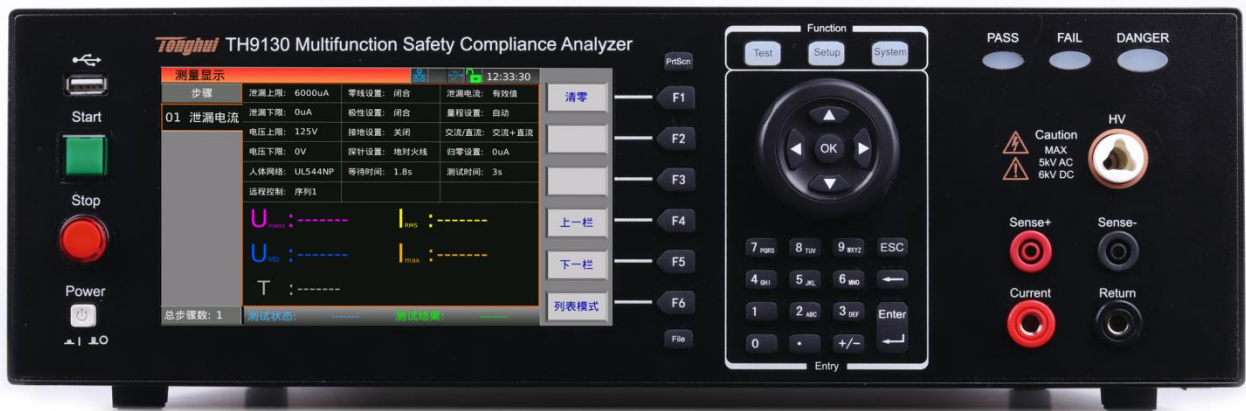 Tonghui TH9130 Multifunction Safety Compliance Analyzer
Start
Stop
Power
测量显示 12:33:30
步骤
01 泄漏电流
泄漏上限: 6000uA 零线设置: 闭合 泄漏电流: 有效值
泄漏下限: 0uA 极性设置: 闭合 量程设置: 自动
电压上限: 125V 接地设置: 关闭 交流/直流: 交流+直流
电压下限: 0V 探针设置: 地对火线 归零设置: 0uA
人体网络: UL544NP 等待时间: 1.8s 测试时间: 3s
远程控制: 序列1
U POWER :------- I RMS :-------
U MD :------- I max :-------
T :-------
总步骤数: 1 测试状态: ------- 测试结果: -------
清零
上一栏
下一栏
列表模式
PrtScn
F1
F2
F3
F4
F5
F6
File
Function
Test Setup System
OK
7 PQRS 8 TUV 9 WXYZ ESC
4 GHI 5 JKL 6 MNO
1 2 ABC 3 DEF Enter
0 • +/−
Entry
PASS FAIL DANGER
HV
Caution
MAX
5kV AC
6kV DC
Sense+ Sense-
Current Return